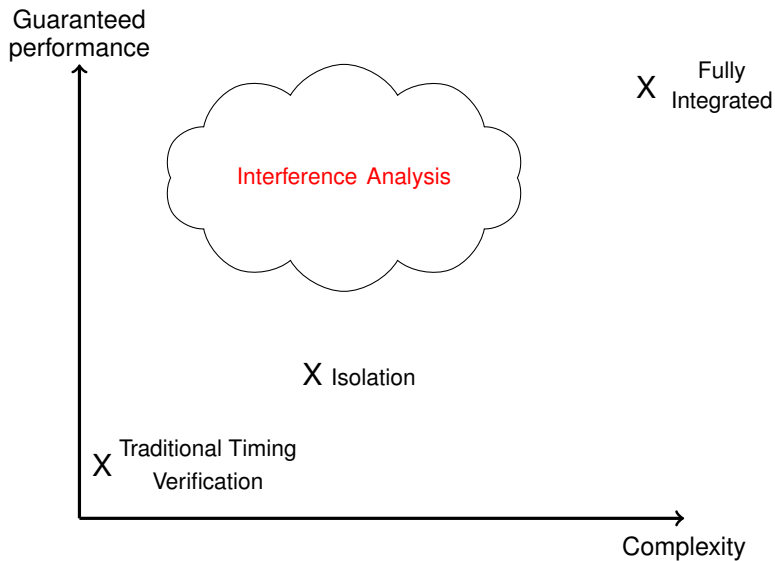 Guaranteed
performance
X
Fully
Integrated
Interference Analysis
X Isolation
X
Traditional Timing
Verification
Complexity